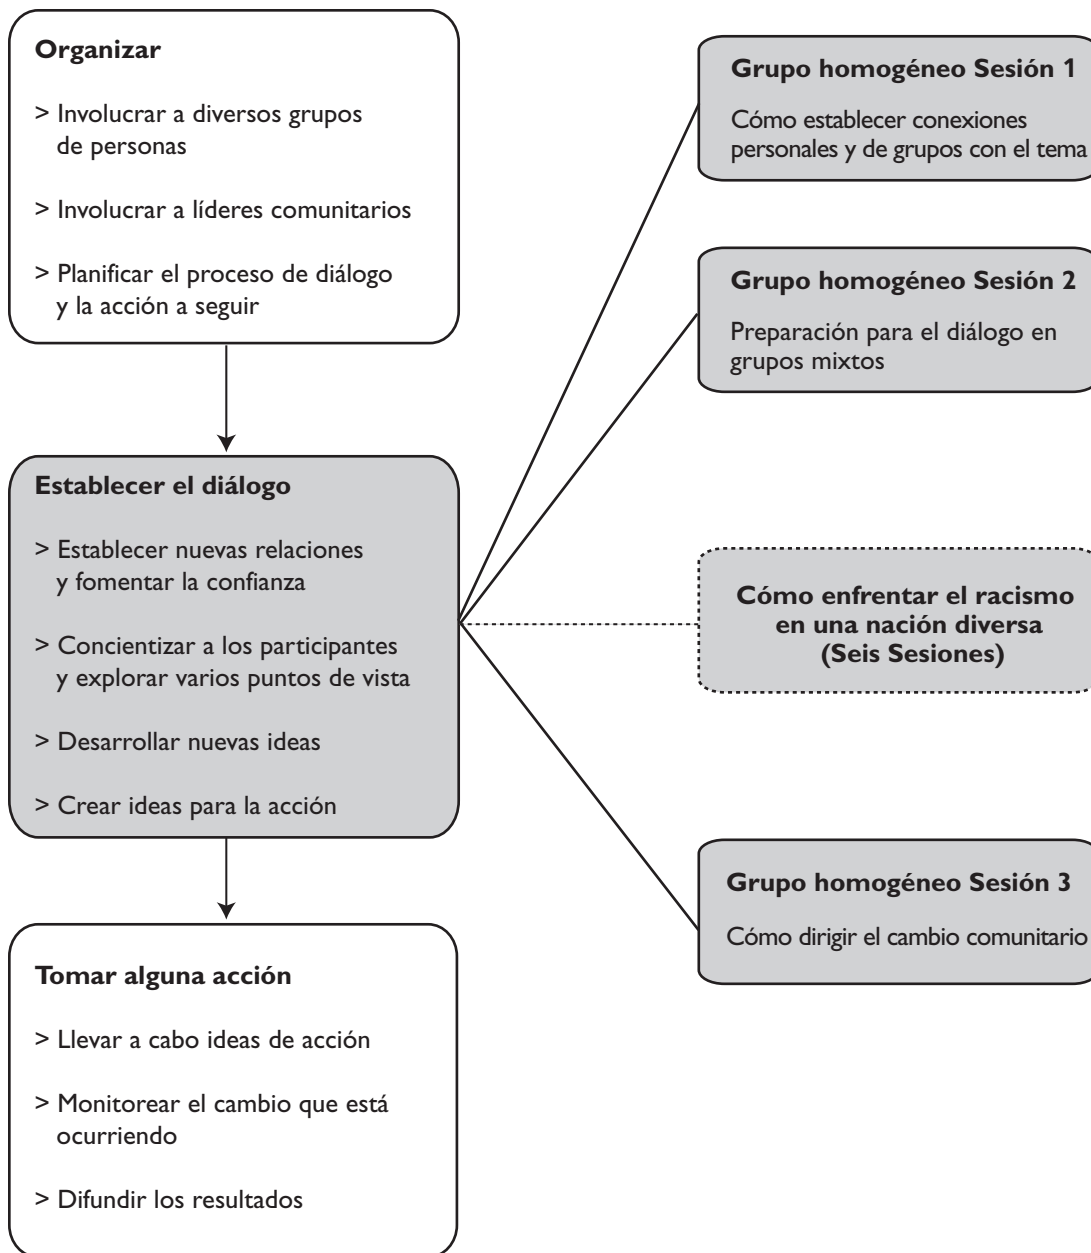 Organizar
> Involucrar a diversos grupos
de personas
> Involucrar a líderes comunitarios
> Planificar el proceso de diálogo
y la acción a seguir
Establecer el diálogo
> Establecer nuevas relaciones
y fomentar la confianza
> Concientizar a los participantes
y explorar varios puntos de vista
> Desarrollar nuevas ideas
> Crear ideas para la acción
Tomar alguna acción
> Llevar a cabo ideas de acción
> Monitorear el cambio que está
ocurriendo
> Difundir los resultados
Grupo homogéneo Sesión 1
Cómo establecer conexiones
personales y de grupos con el tema
Grupo homogéneo Sesión 2
Preparación para el diálogo en
grupos mixtos
Cómo enfrentar el racismo
en una nación diversa
(Seis Sesiones)
Grupo homogéneo Sesión 3
Cómo dirigir el cambio comunitario